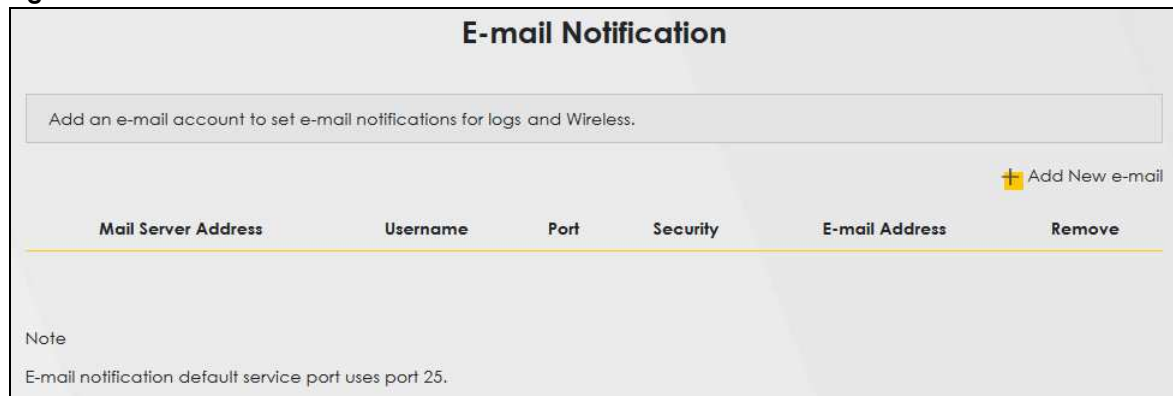 E-mail Notification
Add an e-mail account to set e-mail notifications for logs and Wireless.
+ Add New e-mail
Mail Server Address Username Port Security E-mail Address Remove
Note
E-mail notification default service port uses port 25.